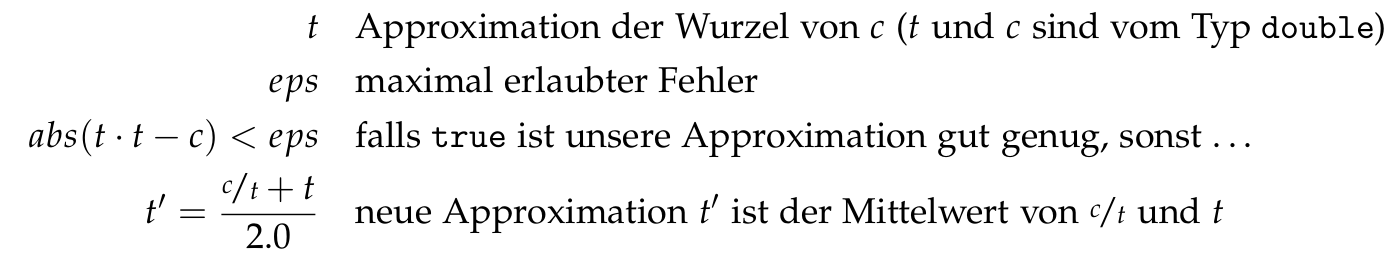 t Approximation der Wurzel von c (t und c sind vom Typ double)
eps maximal erlaubter Fehler
abs(t · t − c) < eps falls true ist unsere Approximation gut genug, sonst …
t′ = (c/t + t) / 2.0 neue Approximation t′ ist der Mittelwert von c/t und t